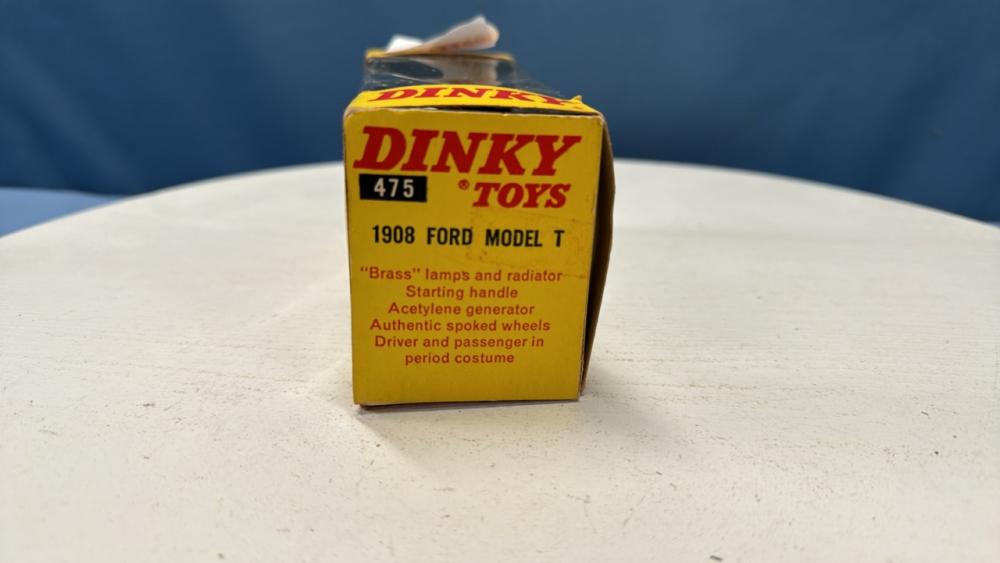 DINKY
DINKY
475 ® TOYS
1908 FORD MODEL T
"Brass" lamps and radiator
Starting handle
Acetylene generator
Authentic spoked wheels
Driver and passenger in
period costume